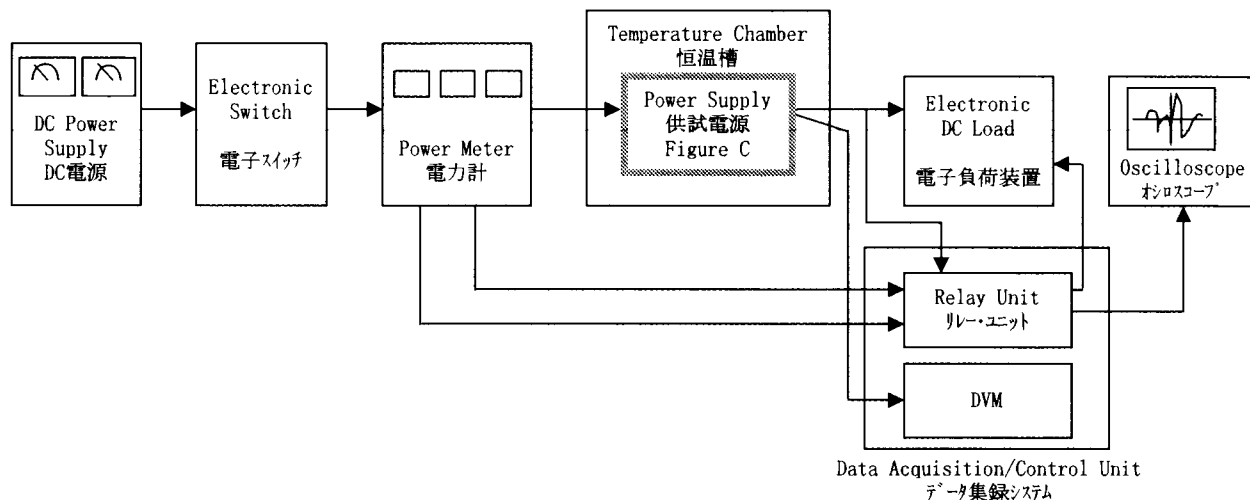 DC Power
Supply
DC電源
Electronic
Switch
電子スイッチ
Power Meter
電力計
Temperature Chamber
恒温槽
Power Supply
供試電源
Figure C
Electronic
DC Load
電子負荷装置
Oscilloscope
オシロスコープ
Relay Unit
リレー・ユニット
DVM
Data Acquisition/Control Unit
データ集録システム